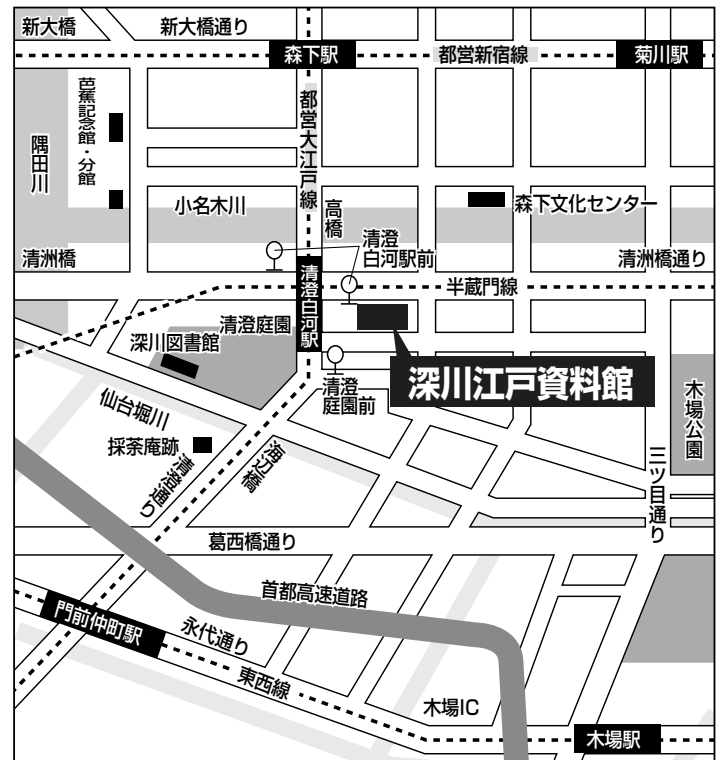 新大橋
新大橋通り
森下駅
都営新宿線
菊川駅
芭蕉記念館・分館
隅田川
都営大江戸線
小名木川
高橋
森下文化センター
清洲橋
清澄
白河駅前
清洲橋通り
半蔵門線
清澄白河駅
清澄庭園
深川図書館
深川江戸資料館
清澄
庭園前
木場公園
仙台堀川
採茶庵跡
清澄通り
海辺橋
三ツ目通り
葛西橋通り
首都高速道路
門前仲町駅
永代通り
東西線
木場IC
木場駅